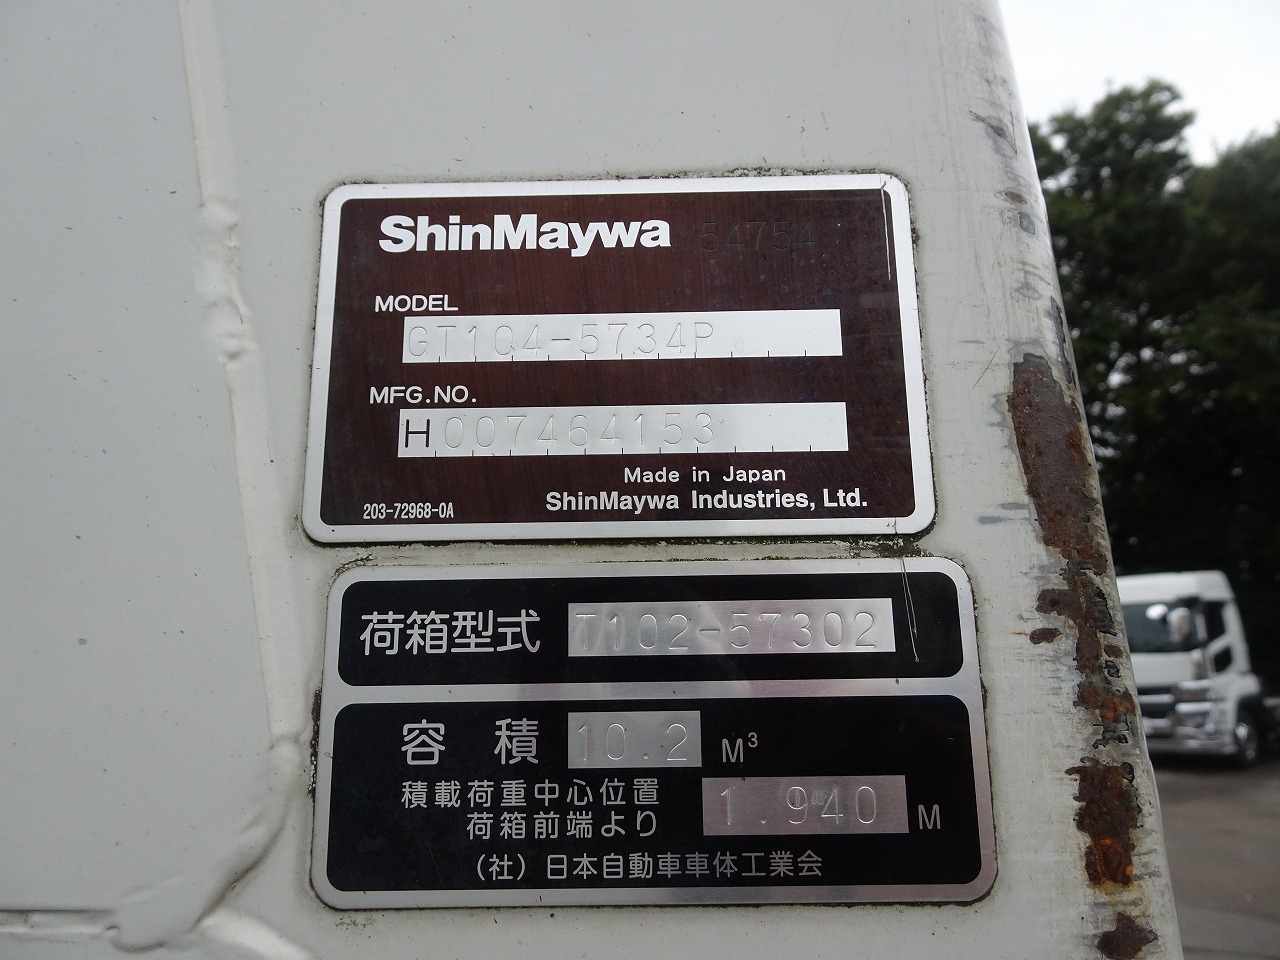 ShinMaywa 54754
MODEL
GT104-5734P
MFG.NO.
H007464153
Made in Japan
203-72968-0A ShinMaywa Industries, Ltd.
荷箱型式 T102-57302
容積 10.2 M³
積載荷重中心位置
荷箱前端より 1.940 M
(社)日本自動車車体工業会